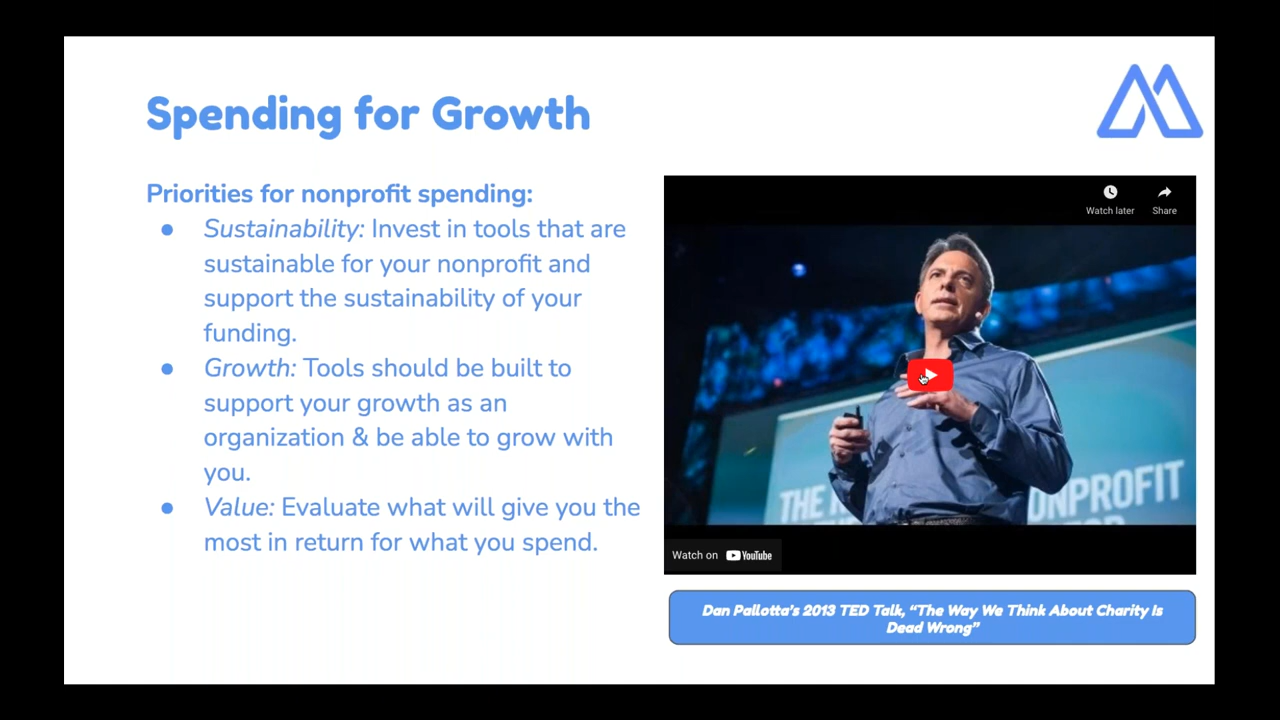 Spending for Growth
Priorities for nonprofit spending:
● Sustainability: Invest in tools that are
sustainable for your nonprofit and
support the sustainability of your
funding.
● Growth: Tools should be built to
support your growth as an
organization & be able to grow with
you.
● Value: Evaluate what will give you the
most in return for what you spend.
Watch later
Share
THE
NONPROFIT
Watch on YouTube
Dan Pallotta's 2013 TED Talk, “The Way We Think About Charity Is
Dead Wrong”